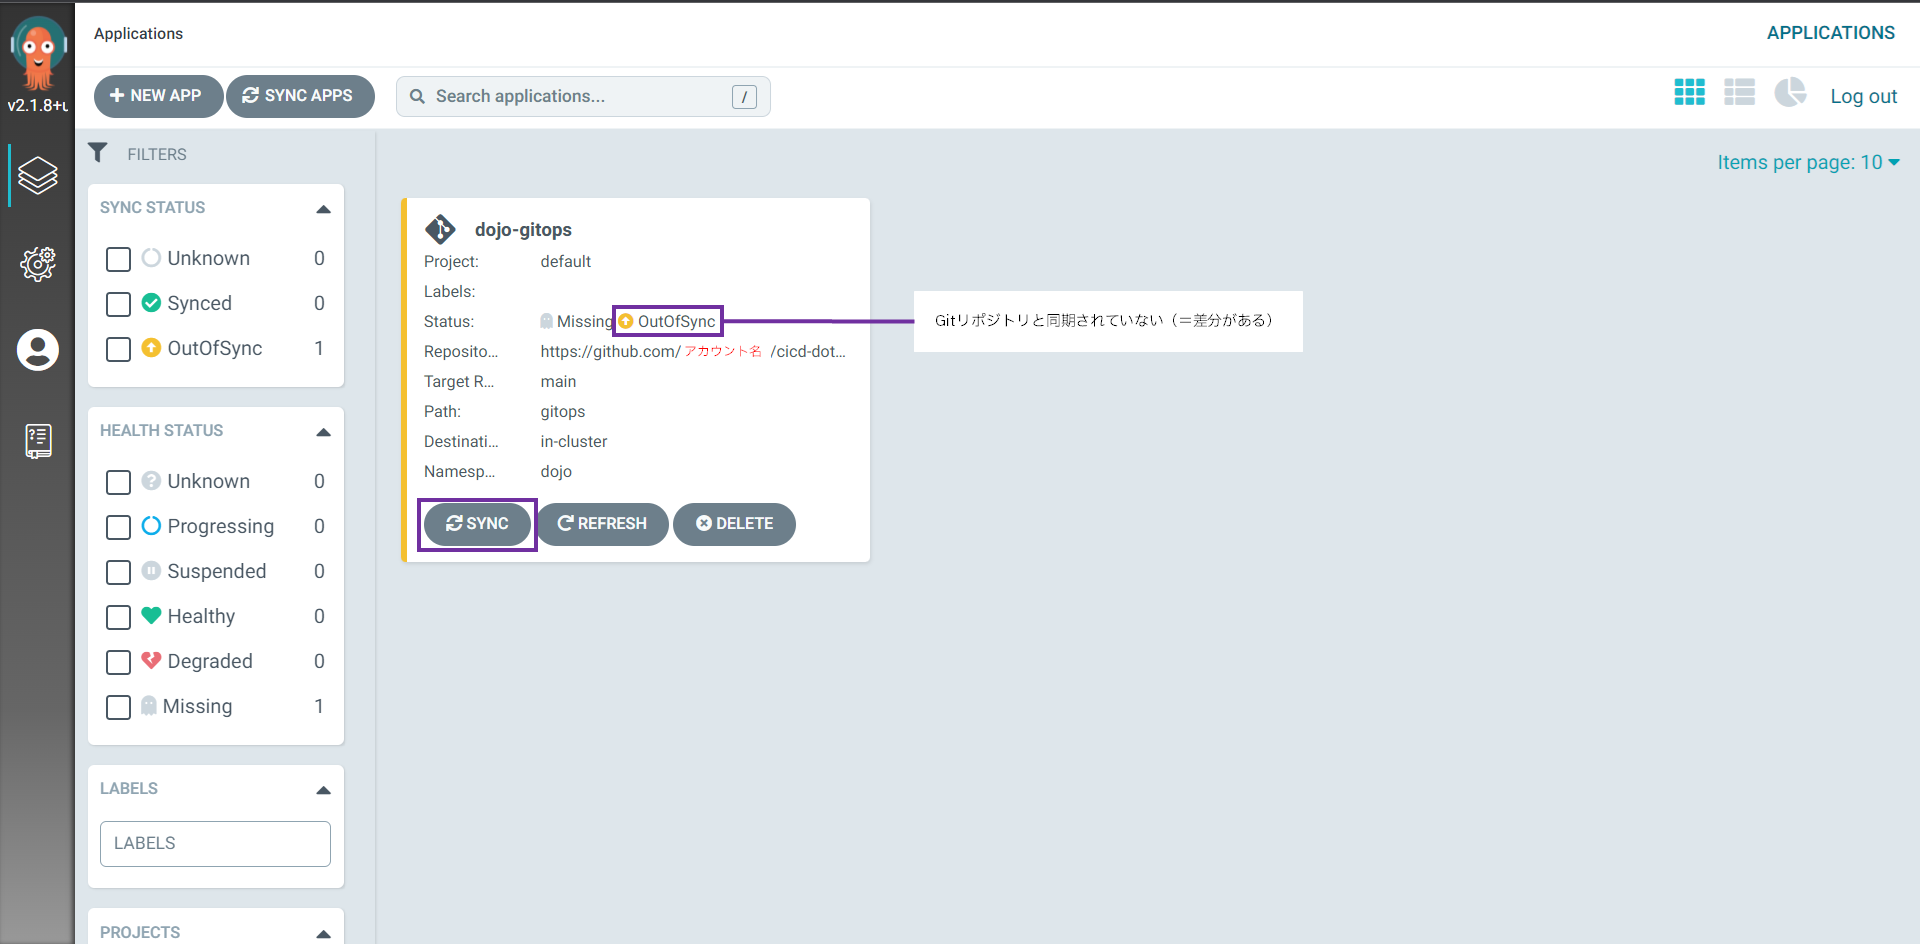 Applications
APPLICATIONS
v2.1.8+u
NEW APP
SYNC APPS
Search applications...
/
Log out
FILTERS
Items per page: 10
SYNC STATUS
Unknown 0
Synced 0
OutOfSync 1
HEALTH STATUS
Unknown 0
Progressing 0
Suspended 0
Healthy 0
Degraded 0
Missing 1
LABELS
LABELS
PROJECTS
dojo-gitops
Project: default
Labels:
Status: Missing OutOfSync
Reposito... https://github.com/ アカウント名 /cicd-dot...
Target R... main
Path: gitops
Destinati... in-cluster
Namesp... dojo
SYNC
REFRESH
DELETE
Gitリポジトリと同期されていない（＝差分がある）